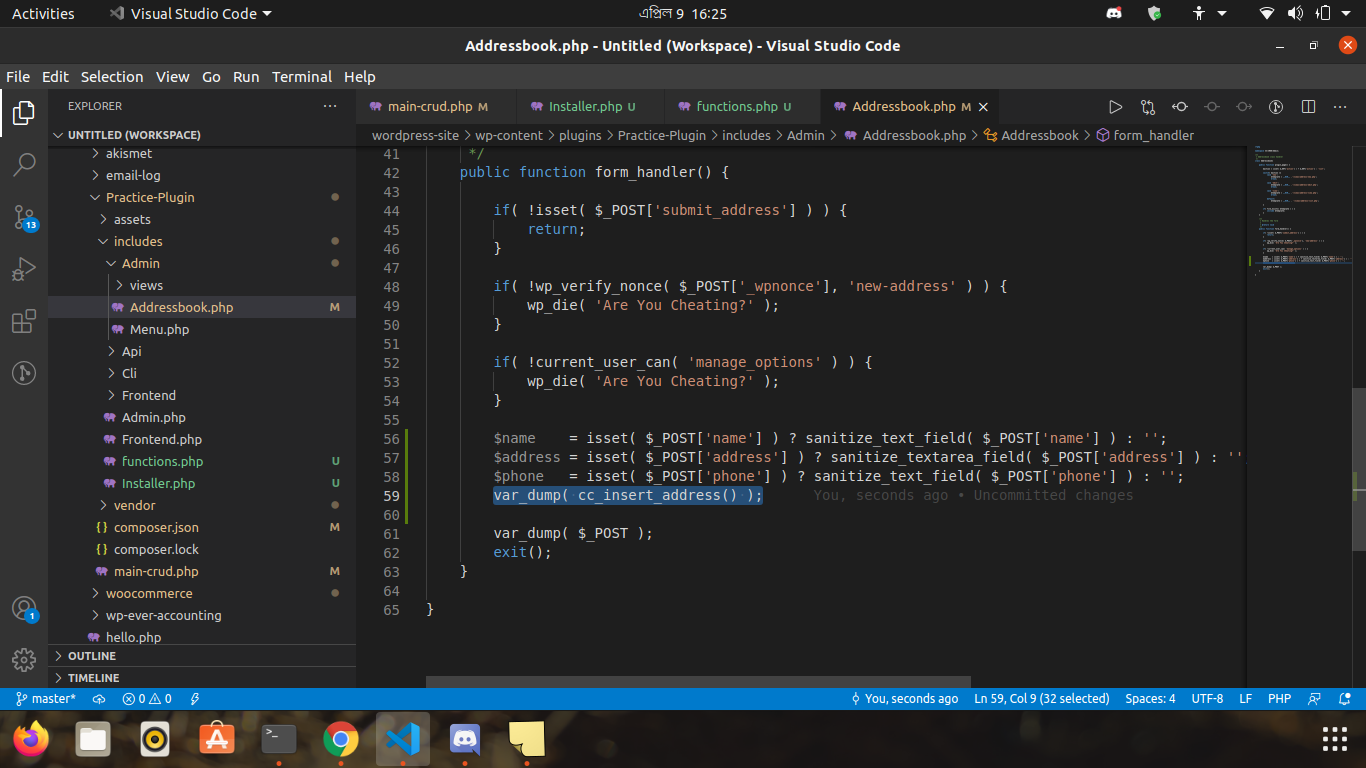 Activities
Visual Studio Code
এপ্রিল 9 16:25
Addressbook.php - Untitled (Workspace) - Visual Studio Code
File Edit Selection View Go Run Terminal Help
EXPLORER
UNTITLED (WORKSPACE)
akismet
email-log
Practice-Plugin
assets
includes
Admin
views
Addressbook.php M
Menu.php
Api
Cli
Frontend
Admin.php
Frontend.php
functions.php U
Installer.php U
vendor
{} composer.json M
{} composer.lock
main-crud.php M
woocommerce
wp-ever-accounting
hello.php
OUTLINE
TIMELINE
13
1
main-crud.php M
Installer.php U
functions.php U
Addressbook.php M
wordpress-site > wp-content > plugins > Practice-Plugin > includes > Admin > Addressbook.php > Addressbook > form_handler
41 */
42 public function form_handler() {
43
44 if( !isset( $_POST['submit_address'] ) ) {
45 return;
46 }
47
48 if( !wp_verify_nonce( $_POST['_wpnonce'], 'new-address' ) ) {
49 wp_die( 'Are You Cheating?' );
50 }
51
52 if( !current_user_can( 'manage_options' ) ) {
53 wp_die( 'Are You Cheating?' );
54 }
55
56 $name = isset( $_POST['name'] ) ? sanitize_text_field( $_POST['name'] ) : '';
57 $address = isset( $_POST['address'] ) ? sanitize_textarea_field( $_POST['address'] ) : ''
58 $phone = isset( $_POST['phone'] ) ? sanitize_text_field( $_POST['phone'] ) : '';
59 var_dump( cc_insert_address() ); You, seconds ago • Uncommitted changes
60
61 var_dump( $_POST );
62 exit();
63 }
64
65 }
master* 0 0 You, seconds ago Ln 59, Col 9 (32 selected) Spaces: 4 UTF-8 LF PHP